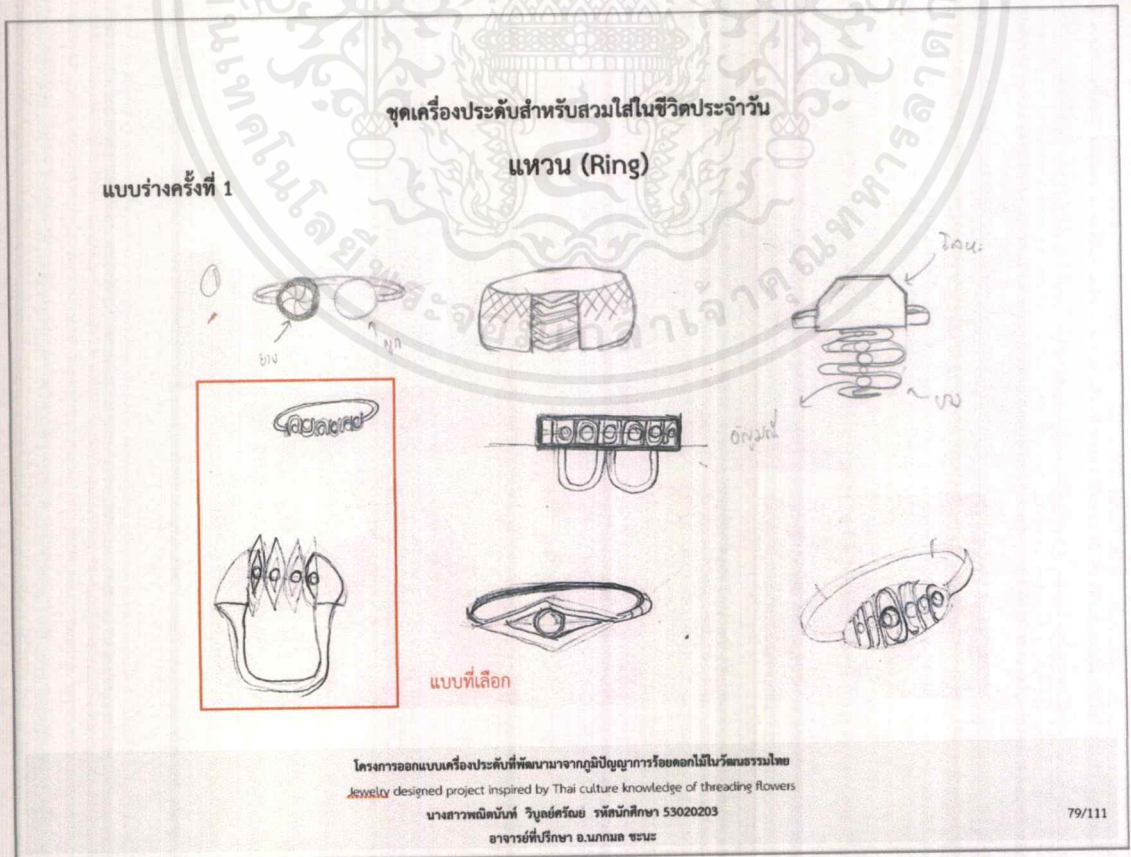 ชุดเครื่องประดับสำหรับสวมใส่ในชีวิตประจำวัน
แหวน (Ring)
แบบร่างครั้งที่ 1
โลหะ
ยาง
มุก
ยาง
อัญมณี
แบบที่เลือก
โครงการออกแบบเครื่องประดับที่พัฒนามาจากภูมิปัญญาการร้อยดอกไม้ในวัฒนธรรมไทย
Jewelry designed project inspired by Thai culture knowledge of threading flowers
นางสาวพณิตนันท์ วิบูลย์ศรัณย รหัสนักศึกษา 53020203
อาจารย์ที่ปรึกษา อ.นภกมล ชะนะ
79/111